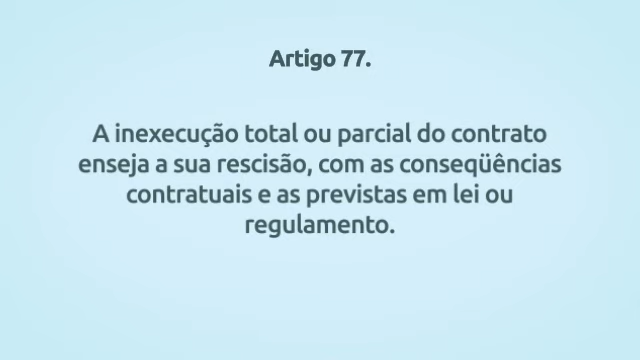 Artigo 77.
A inexecução total ou parcial do contrato
enseja a sua rescisão, com as conseqüências
contratuais e as previstas em lei ou
regulamento.